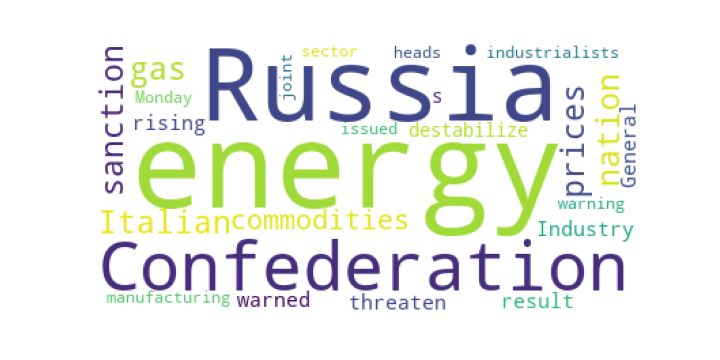 sector heads industrialists
Russia
sanction
gas
joint
Monday
s
rising
issued destabilize
prices
nation
General
energy
warning
Italian commodities
Industry
Confederation
manufacturing warned threaten result